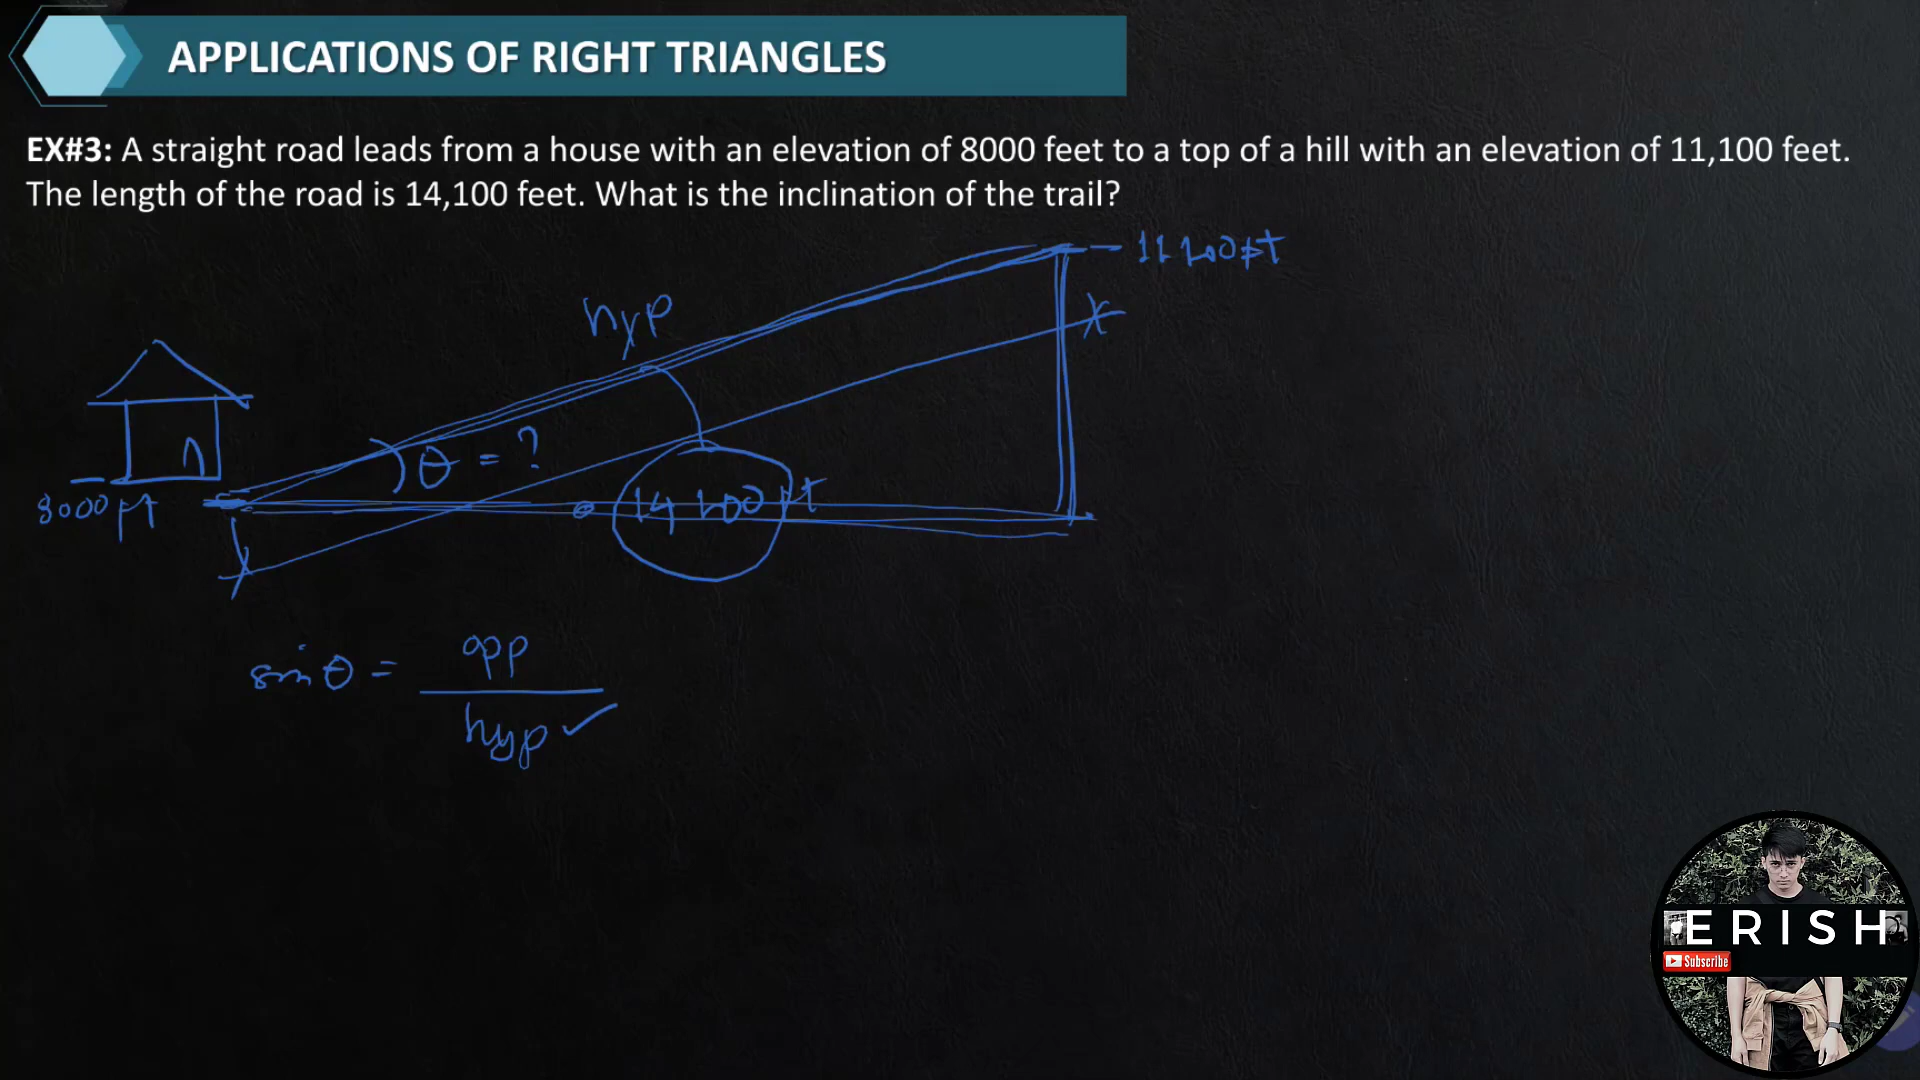 APPLICATIONS OF RIGHT TRIANGLES
EX#3: A straight road leads from a house with an elevation of 8000 feet to a top of a hill with an elevation of 11,100 feet.
The length of the road is 14,100 feet. What is the inclination of the trail?
11 100 ft
hyp
θ = ?
8000 ft
14 100 ft
sin θ = opp
hyp ✓
ERISH
Subscribe